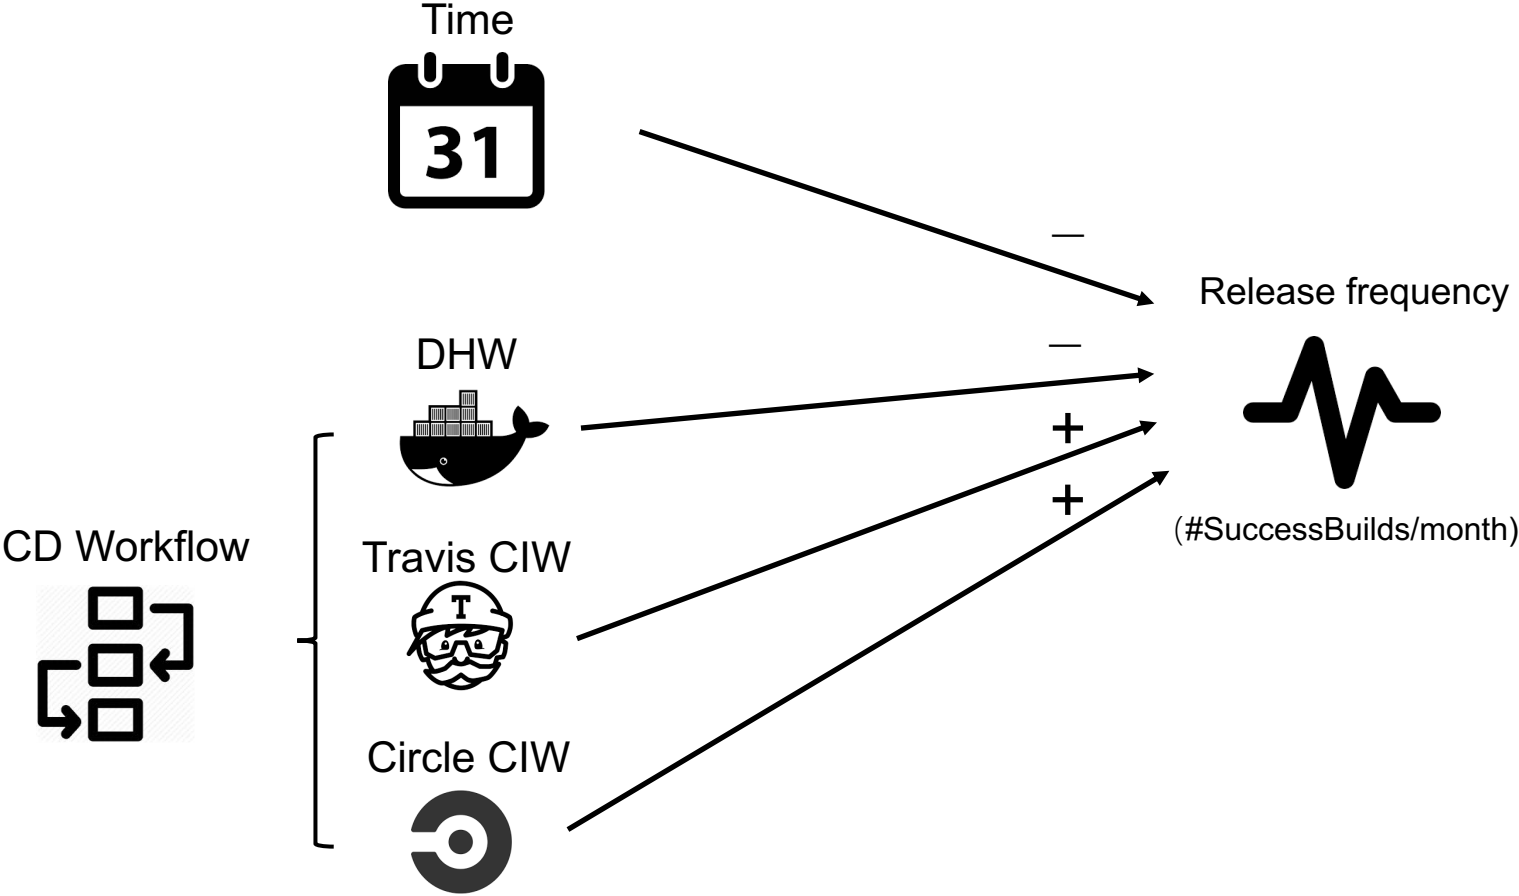 Time
31
—
Release frequency
—
DHW
+
+
(#SuccessBuilds/month)
CD Workflow
Travis CIW
T
Circle CIW